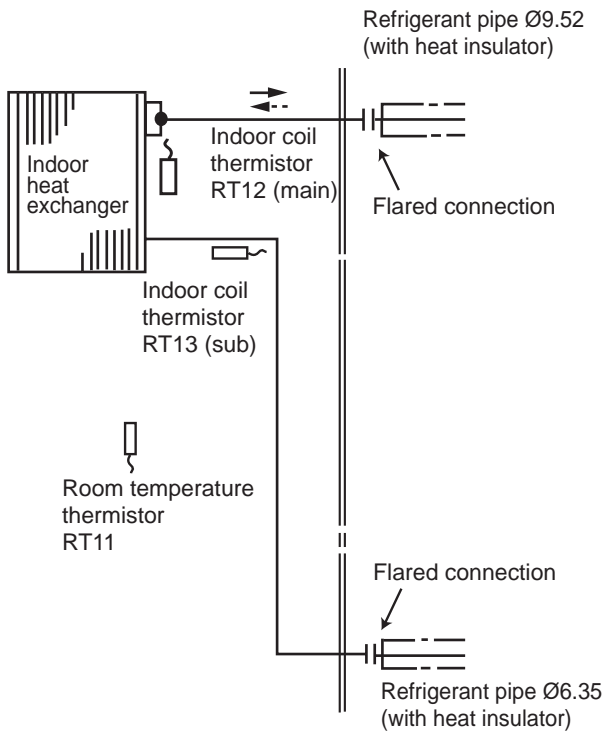 Refrigerant pipe Ø9.52
(with heat insulator)
Indoor
heat
exchanger
Indoor coil
thermistor
RT12 (main)
Flared connection
Indoor coil
thermistor
RT13 (sub)
Room temperature
thermistor
RT11
Flared connection
Refrigerant pipe Ø6.35
(with heat insulator)